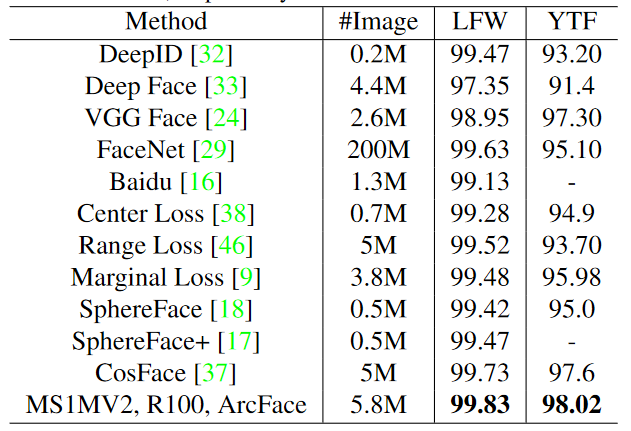 Method #Image LFW YTF
DeepID [32] 0.2M 99.47 93.20
Deep Face [33] 4.4M 97.35 91.4
VGG Face [24] 2.6M 98.95 97.30
FaceNet [29] 200M 99.63 95.10
Baidu [16] 1.3M 99.13 -
Center Loss [38] 0.7M 99.28 94.9
Range Loss [46] 5M 99.52 93.70
Marginal Loss [9] 3.8M 99.48 95.98
SphereFace [18] 0.5M 99.42 95.0
SphereFace+ [17] 0.5M 99.47 -
CosFace [37] 5M 99.73 97.6
MS1MV2, R100, ArcFace 5.8M 99.83 98.02